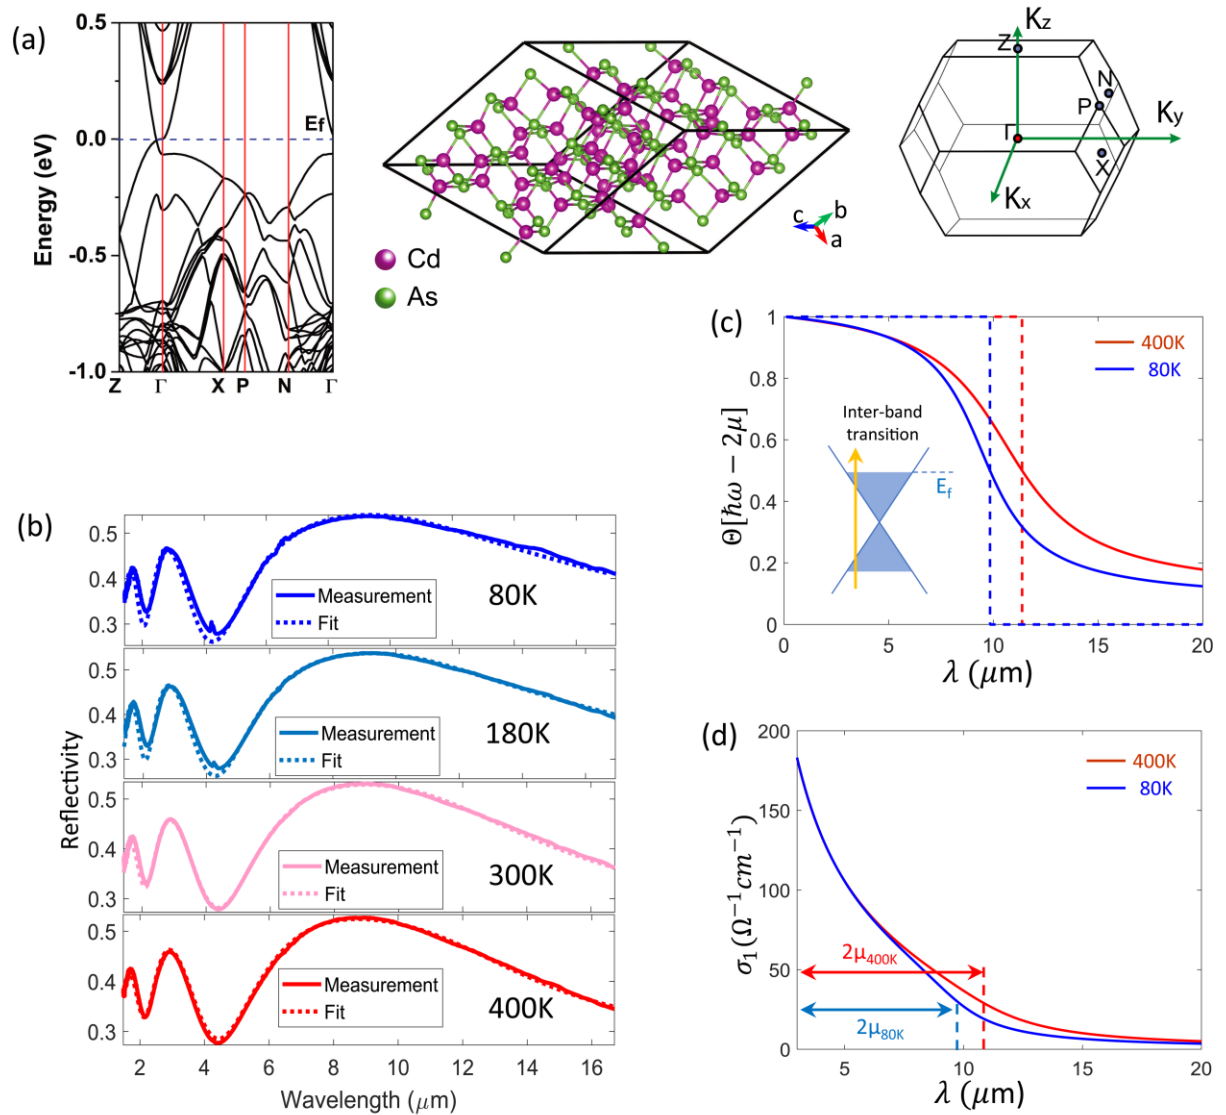 (a)
0.5
0.0
-0.5
-1.0
Energy (eV)
Ef
Z Γ X P N Γ
Cd
As
c
b
a
Kz
Z
N
P
Γ
Ky
X
Kx
(b)
Reflectivity
0.5
0.4
0.3
Measurement
Fit
80K
0.5
0.4
0.3
Measurement
Fit
180K
0.5
0.4
0.3
Measurement
Fit
300K
0.5
0.4
0.3
Measurement
Fit
400K
2 4 6 8 10 12 14 16
Wavelength (μm)
(c)
1
0.8
0.6
0.4
0.2
0
Θ[ħω − 2μ]
400K
80K
Inter-band
transition
E_f
0 5 10 15 20
λ (μm)
(d)
200
150
100
50
0
σ₁(Ω⁻¹cm⁻¹)
400K
80K
2μ400K
2μ80K
5 10 15 20
λ (μm)